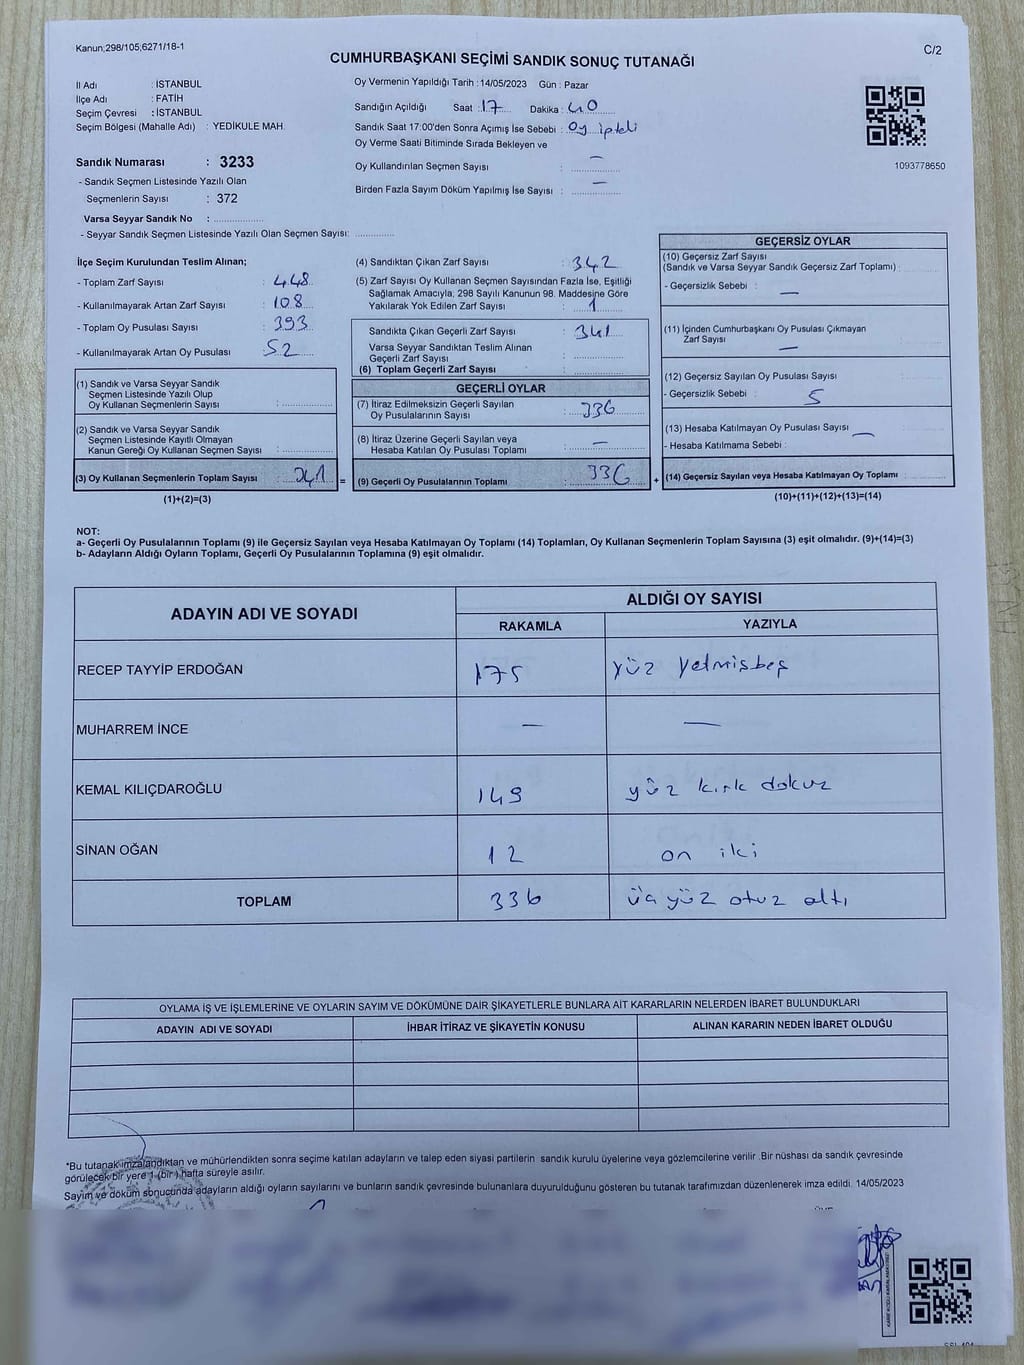 Kanun;298/105;6271/18-1
C/2
CUMHURBAŞKANI SEÇİMİ SANDIK SONUÇ TUTANAĞI
İl Adı : İSTANBUL
İlçe Adı : FATİH
Seçim Çevresi : İSTANBUL
Seçim Bölgesi (Mahalle Adı) : YEDİKULE MAH.
Sandık Numarası : 3233
- Sandık Seçmen Listesinde Yazılı Olan
Seçmenlerin Sayısı : 372
Varsa Seyyar Sandık No :
- Seyyar Sandık Seçmen Listesinde Yazılı Olan Seçmen Sayısı:
Oy Vermenin Yapıldığı Tarih : 14/05/2023 Gün : Pazar
Sandığın Açıldığı Saat : 17 Dakika : 40
Sandık Saat 17:00'den Sonra Açımış İse Sebebi : Oy ipteli
Oy Verme Saati Bitiminde Sırada Bekleyen ve
Oy Kullandırılan Seçmen Sayısı : —
Birden Fazla Sayım Döküm Yapılmış İse Sayısı : —
1093778650
İlçe Seçim Kurulundan Teslim Alınan;
- Toplam Zarf Sayısı : 448
- Kullanılmayarak Artan Zarf Sayısı : 108
- Toplam Oy Pusulası Sayısı : 393
- Kullanılmayarak Artan Oy Pusulası : 52
(1) Sandık ve Varsa Seyyar Sandık
Seçmen Listesinde Yazılı Olup
Oy Kullanan Seçmenlerin Sayısı :
(2) Sandık ve Varsa Seyyar Sandık
Seçmen Listesinde Kayıtlı Olmayan
Kanun Gereği Oy Kullanan Seçmen Sayısı :
(3) Oy Kullanan Seçmenlerin Toplam Sayısı : 341 =
(1)+(2)=(3)
(4) Sandıktan Çıkan Zarf Sayısı : 342
(5) Zarf Sayısı Oy Kullanan Seçmen Sayısından Fazla İse, Eşitliği
Sağlamak Amacıyla, 298 Sayılı Kanunun 98. Maddesine Göre
Yakılarak Yok Edilen Zarf Sayısı : 1
Sandıkta Çıkan Geçerli Zarf Sayısı : 341
Varsa Seyyar Sandıktan Teslim Alınan
Geçerli Zarf Sayısı :
(6) Toplam Geçerli Zarf Sayısı :
GEÇERLİ OYLAR
(7) İtiraz Edilmeksizin Geçerli Sayılan
Oy Pusulalarının Sayısı : 336
(8) İtiraz Üzerine Geçerli Sayılan veya
Hesaba Katılan Oy Pusulası Toplamı : —
(9) Geçerli Oy Pusulalarının Toplamı : 336 +
GEÇERSİZ OYLAR
(10) Geçersiz Zarf Sayısı
(Sandık ve Varsa Seyyar Sandık Geçersiz Zarf Toplamı) :
- Geçersizlik Sebebi : —
(11) İçinden Cumhurbaşkanı Oy Pusulası Çıkmayan
Zarf Sayısı : —
(12) Geçersiz Sayılan Oy Pusulası Sayısı :
- Geçersizlik Sebebi : 5
(13) Hesaba Katılmayan Oy Pusulası Sayısı : —
- Hesaba Katılmama Sebebi :
(14) Geçersiz Sayılan veya Hesaba Katılmayan Oy Toplamı :
(10)+(11)+(12)+(13)=(14)
NOT:
a- Geçerli Oy Pusulalarının Toplamı (9) ile Geçersiz Sayılan veya Hesaba Katılmayan Oy Toplamı (14) Toplamları, Oy Kullanan Seçmenlerin Toplam Sayısına (3) eşit olmalıdır. (9)+(14)=(3)
b- Adayların Aldığı Oyların Toplamı, Geçerli Oy Pusulalarının Toplamına (9) eşit olmalıdır.
ADAYIN ADI VE SOYADI
ALDIĞI OY SAYISI
RAKAMLA YAZIYLA
RECEP TAYYİP ERDOĞAN 175 yüz yetmişbeş
MUHARREM İNCE — —
KEMAL KILIÇDAROĞLU 149 yüz kırk dokuz
SİNAN OĞAN 12 on iki
TOPLAM 336 üç yüz otuz altı
OYLAMA İŞ VE İŞLEMLERİNE VE OYLARIN SAYIM VE DÖKÜMÜNE DAİR ŞİKAYETLERLE BUNLARA AİT KARARLARIN NELERDEN İBARET BULUNDUKLARI
ADAYIN ADI VE SOYADI İHBAR İTİRAZ VE ŞİKAYETİN KONUSU ALINAN KARARIN NEDEN İBARET OLDUĞU
*Bu tutanak imzalandıktan ve mühürlendikten sonra seçime katılan adayların ve talep eden siyasi partilerin sandık kurulu üyelerine veya gözlemcilerine verilir .Bir nüshası da sandık çevresinde
görülecek bir yere 1 (bir ) hafta süreyle asılır.
Sayım ve döküm sonucunda adayların aldığı oyların sayılarını ve bunların sandık çevresinde bulunanlara duyurulduğunu gösteren bu tutanak tarafımızdan düzenlenerek imza edildi. 14/05/2023